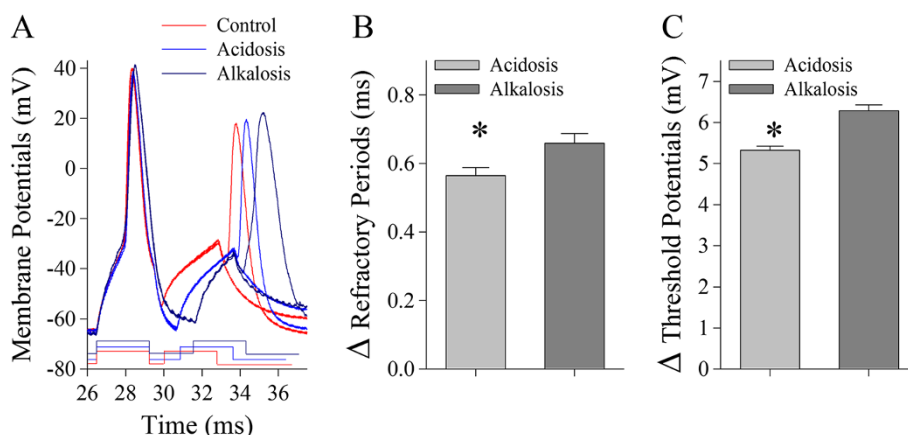 A
Control
Acidosis
Alkalosis
Membrane Potentials (mV)
40
20
0
-20
-40
-60
-80
26 28 30 32 34 36
Time (ms)
B
Δ Refractory Periods (ms)
Acidosis
Alkalosis
*
0.8
0.6
0.4
0.2
0.0
C
Δ Threshold Potentials (mV)
Acidosis
Alkalosis
*
7
6
5
4
3
2
1
0